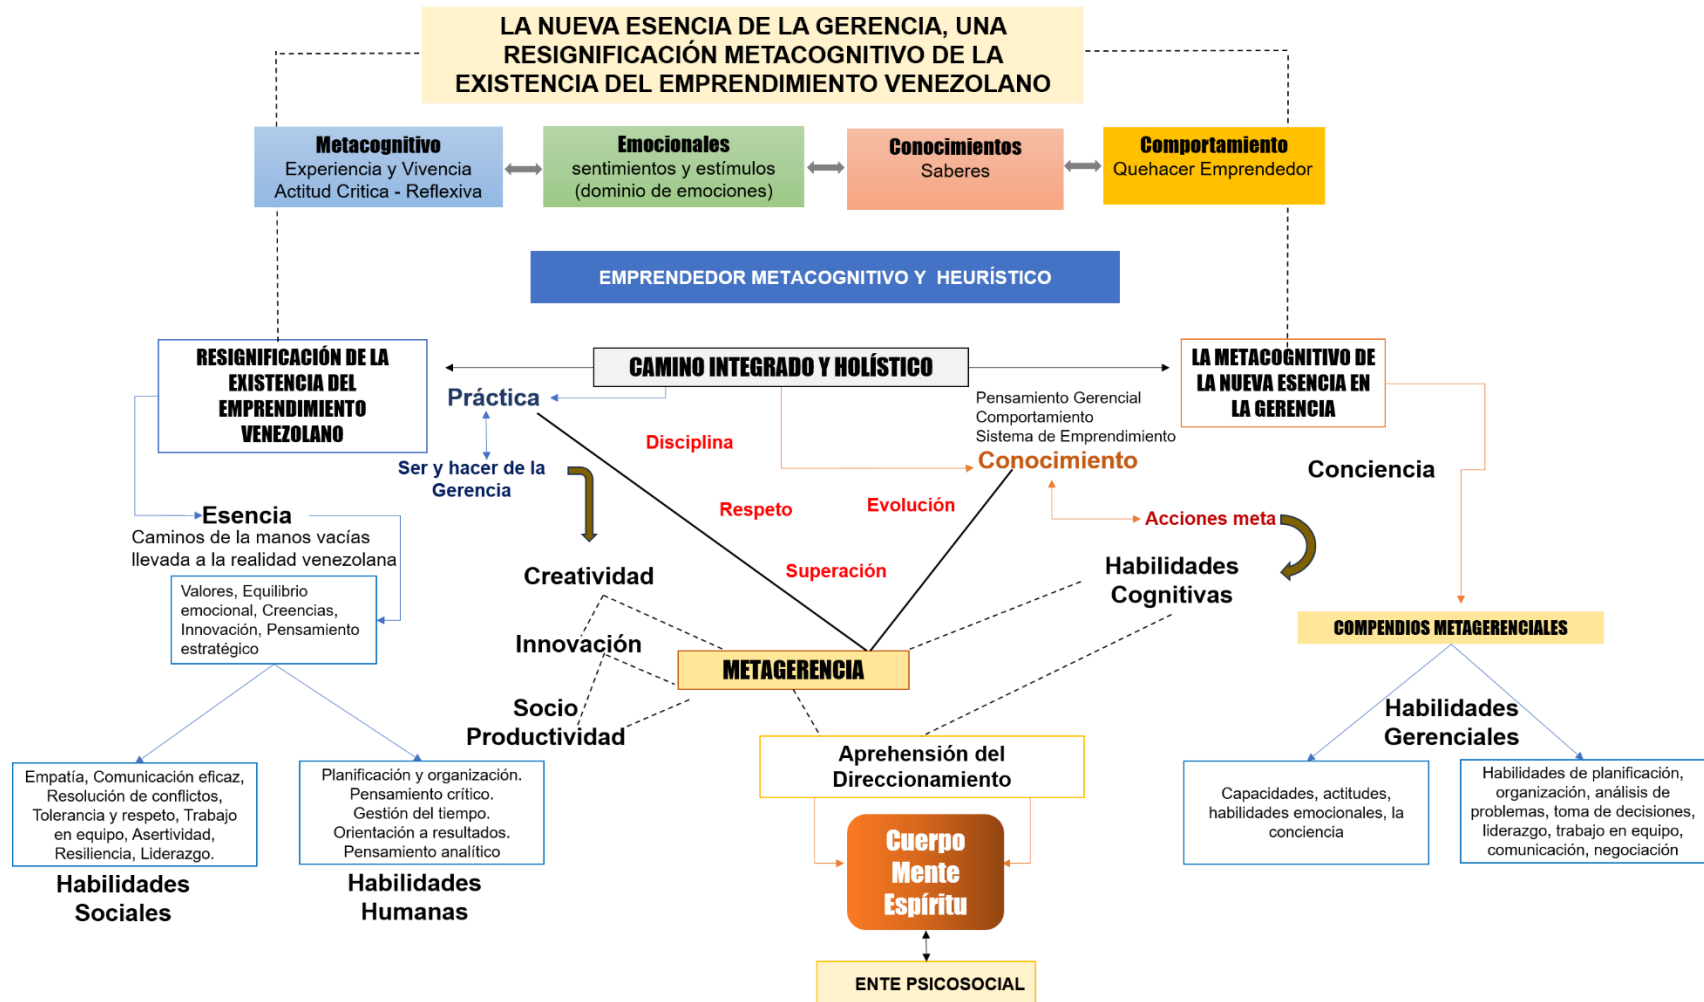 LA NUEVA ESENCIA DE LA GERENCIA, UNA
RESIGNIFICACIÓN METACOGNITIVO DE LA
EXISTENCIA DEL EMPRENDIMIENTO VENEZOLANO
Metacognitivo
Experiencia y Vivencia
Actitud Critica - Reflexiva
Emocionales
sentimientos y estímulos
(dominio de emociones)
Conocimientos
Saberes
Comportamiento
Quehacer Emprendedor
EMPRENDEDOR METACOGNITIVO Y HEURÍSTICO
RESIGNIFICACIÓN DE LA
EXISTENCIA DEL
EMPRENDIMIENTO
VENEZOLANO
CAMINO INTEGRADO Y HOLÍSTICO
LA METACOGNITIVO DE
LA NUEVA ESENCIA EN
LA GERENCIA
Práctica
Pensamiento Gerencial
Comportamiento
Sistema de Emprendimiento
Conocimiento
Disciplina
Respeto
Evolución
Superación
Ser y hacer de la
Gerencia
Conciencia
Acciones meta
Esencia
Caminos de la manos vacías
llevada a la realidad venezolana
Valores, Equilibrio
emocional, Creencias,
Innovación, Pensamiento
estratégico
Creatividad
Innovación
Socio
Productividad
Habilidades
Cognitivas
METAGERENCIA
COMPENDIOS METAGERENCIALES
Habilidades
Gerenciales
Aprehensión del
Direccionamiento
Empatía, Comunicación eficaz,
Resolución de conflictos,
Tolerancia y respeto, Trabajo
en equipo, Asertividad,
Resiliencia, Liderazgo.
Habilidades
Sociales
Planificación y organización.
Pensamiento crítico.
Gestión del tiempo.
Orientación a resultados.
Pensamiento analítico
Habilidades
Humanas
Cuerpo
Mente
Espíritu
Capacidades, actitudes,
habilidades emocionales, la
conciencia
Habilidades de planificación,
organización, análisis de
problemas, toma de decisiones,
liderazgo, trabajo en equipo,
comunicación, negociación
ENTE PSICOSOCIAL